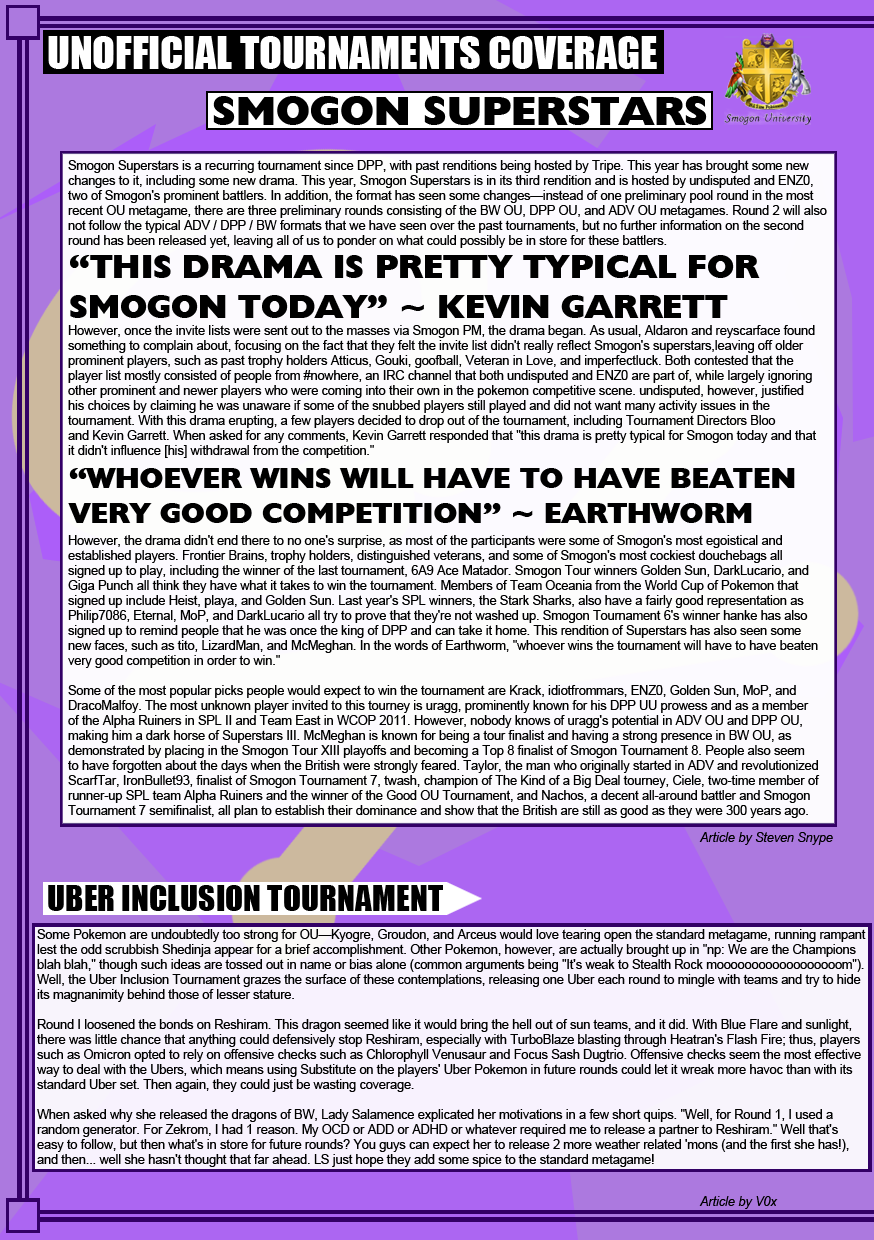 UNOFFICIAL TOURNAMENTS COVERAGE
SMOGON SUPERSTARS
Smogon University
Smogon Superstars is a recurring tournament since DPP, with past renditions being hosted by Tripe. This year has brought some new
changes to it, including some new drama. This year, Smogon Superstars is in its third rendition and is hosted by undisputed and ENZ0,
two of Smogon's prominent battlers. In addition, the format has seen some changes—instead of one preliminary pool round in the most
recent OU metagame, there are three preliminary rounds consisting of the BW OU, DPP OU, and ADV OU metagames. Round 2 will also
not follow the typical ADV / DPP / BW formats that we have seen over the past tournaments, but no further information on the second
round has been released yet, leaving all of us to ponder on what could possibly be in store for these battlers.
“THIS DRAMA IS PRETTY TYPICAL FOR
SMOGON TODAY” ~ KEVIN GARRETT
However, once the invite lists were sent out to the masses via Smogon PM, the drama began. As usual, Aldaron and reyscarface found
something to complain about, focusing on the fact that they felt the invite list didn't really reflect Smogon's superstars,leaving off older
prominent players, such as past trophy holders Atticus, Gouki, goofball, Veteran in Love, and imperfectluck. Both contested that the
player list mostly consisted of people from #nowhere, an IRC channel that both undisputed and ENZ0 are part of, while largely ignoring
other prominent and newer players who were coming into their own in the pokemon competitive scene. undisputed, however, justified
his choices by claiming he was unaware if some of the snubbed players still played and did not want many activity issues in the
tournament. With this drama erupting, a few players decided to drop out of the tournament, including Tournament Directors Bloo
and Kevin Garrett. When asked for any comments, Kevin Garrett responded that "this drama is pretty typical for Smogon today and that
it didn't influence [his] withdrawal from the competition."
“WHOEVER WINS WILL HAVE TO HAVE BEATEN
VERY GOOD COMPETITION” ~ EARTHWORM
However, the drama didn't end there to no one's surprise, as most of the participants were some of Smogon's most egoistical and
established players. Frontier Brains, trophy holders, distinguished veterans, and some of Smogon's most cockiest douchebags all
signed up to play, including the winner of the last tournament, 6A9 Ace Matador. Smogon Tour winners Golden Sun, DarkLucario, and
Giga Punch all think they have what it takes to win the tournament. Members of Team Oceania from the World Cup of Pokemon that
signed up include Heist, playa, and Golden Sun. Last year's SPL winners, the Stark Sharks, also have a fairly good representation as
Philip7086, Eternal, MoP, and DarkLucario all try to prove that they're not washed up. Smogon Tournament 6's winner hanke has also
signed up to remind people that he was once the king of DPP and can take it home. This rendition of Superstars has also seen some
new faces, such as tito, LizardMan, and McMeghan. In the words of Earthworm, "whoever wins the tournament will have to have beaten
very good competition in order to win."
Some of the most popular picks people would expect to win the tournament are Krack, idiotfrommars, ENZ0, Golden Sun, MoP, and
DracoMalfoy. The most unknown player invited to this tourney is uragg, prominently known for his DPP UU prowess and as a member
of the Alpha Ruiners in SPL II and Team East in WCOP 2011. However, nobody knows of uragg's potential in ADV OU and DPP OU,
making him a dark horse of Superstars III. McMeghan is known for being a tour finalist and having a strong presence in BW OU, as
demonstrated by placing in the Smogon Tour XIII playoffs and becoming a Top 8 finalist of Smogon Tournament 8. People also seem
to have forgotten about the days when the British were strongly feared. Taylor, the man who originally started in ADV and revolutionized
ScarfTar, IronBullet93, finalist of Smogon Tournament 7, twash, champion of The Kind of a Big Deal tourney, Ciele, two-time member of
runner-up SPL team Alpha Ruiners and the winner of the Good OU Tournament, and Nachos, a decent all-around battler and Smogon
Tournament 7 semifinalist, all plan to establish their dominance and show that the British are still as good as they were 300 years ago.
Article by Steven Snype
UBER INCLUSION TOURNAMENT
Some Pokemon are undoubtedly too strong for OU—Kyogre, Groudon, and Arceus would love tearing open the standard metagame, running rampant
lest the odd scrubbish Shedinja appear for a brief accomplishment. Other Pokemon, however, are actually brought up in "np: We are the Champions
blah blah," though such ideas are tossed out in name or bias alone (common arguments being "It's weak to Stealth Rock moooooooooooooooooom").
Well, the Uber Inclusion Tournament grazes the surface of these contemplations, releasing one Uber each round to mingle with teams and try to hide
its magnanimity behind those of lesser stature.
Round I loosened the bonds on Reshiram. This dragon seemed like it would bring the hell out of sun teams, and it did. With Blue Flare and sunlight,
there was little chance that anything could defensively stop Reshiram, especially with TurboBlaze blasting through Heatran's Flash Fire; thus, players
such as Omicron opted to rely on offensive checks such as Chlorophyll Venusaur and Focus Sash Dugtrio. Offensive checks seem the most effective
way to deal with the Ubers, which means using Substitute on the players' Uber Pokemon in future rounds could let it wreak more havoc than with its
standard Uber set. Then again, they could just be wasting coverage.
When asked why she released the dragons of BW, Lady Salamence explicated her motivations in a few short quips. "Well, for Round 1, I used a
random generator. For Zekrom, I had 1 reason. My OCD or ADD or ADHD or whatever required me to release a partner to Reshiram." Well that's
easy to follow, but then what's in store for future rounds? You guys can expect her to release 2 more weather related 'mons (and the first she has!),
and then... well she hasn't thought that far ahead. LS just hope they add some spice to the standard metagame!
Article by V0x